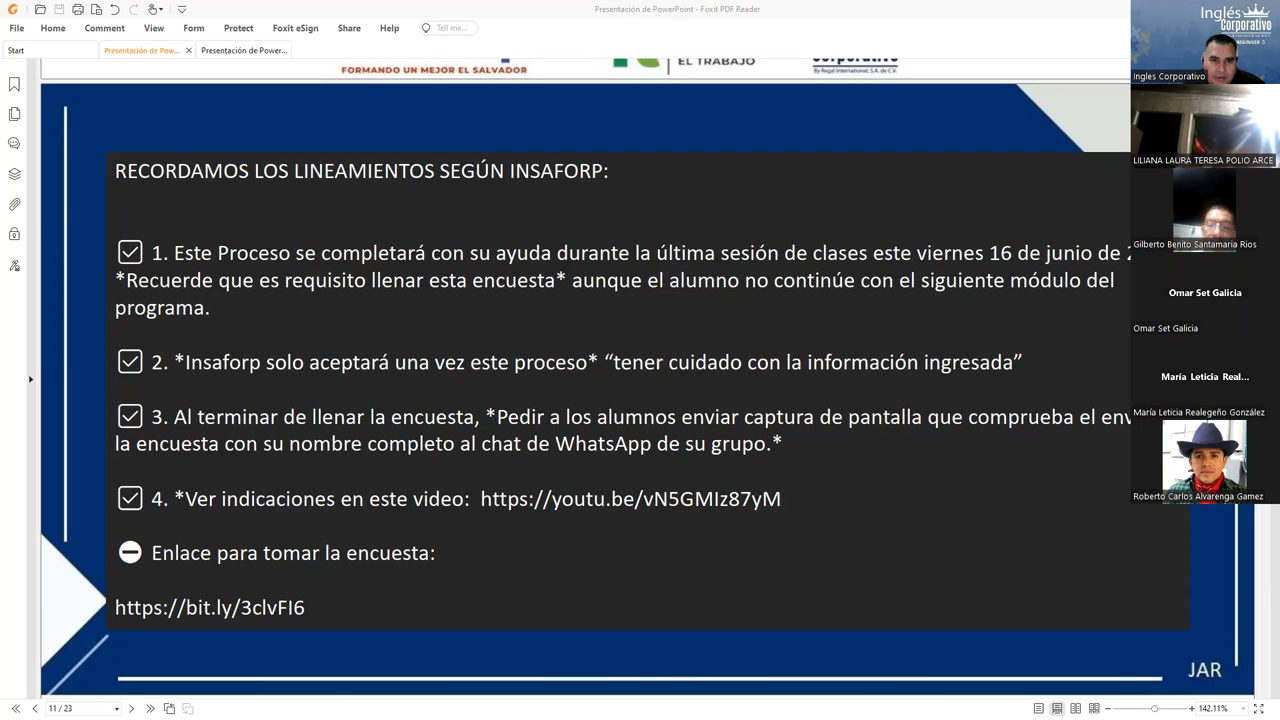 Presentación de PowerPoint - Foxit PDF Reader
File Home Comment View Form Protect Foxit eSign Share Help Tell me...
Start Presentación de Pow... Presentación de Power...
FORMANDO UN MEJOR EL SALVADOR
EL TRABAJO
Corporativo
By Regal International, S.A. de C.V.
RECORDAMOS LOS LINEAMIENTOS SEGÚN INSAFORP:
1. Este Proceso se completará con su ayuda durante la última sesión de clases este viernes 16 de junio de 2
*Recuerde que es requisito llenar esta encuesta* aunque el alumno no continúe con el siguiente módulo del
programa.
2. *Insaforp solo aceptará una vez este proceso* “tener cuidado con la información ingresada”
3. Al terminar de llenar la encuesta, *Pedir a los alumnos enviar captura de pantalla que comprueba el env
la encuesta con su nombre completo al chat de WhatsApp de su grupo.*
4. *Ver indicaciones en este video: https://youtu.be/vN5GMIz87yM
Enlace para tomar la encuesta:
https://bit.ly/3clvFI6
JAR
11 / 23
142.11%
Inglés
Corporativo
BEGINNER 5
Ingles Corporativo
LILIANA LAURA TERESA POLIO ARCE
Gilberto Benito Santamaria Rios
Omar Set Galicia
Omar Set Galicia
María Leticia Real...
María Leticia Realegeño González
Roberto Carlos Alvarenga Gamez